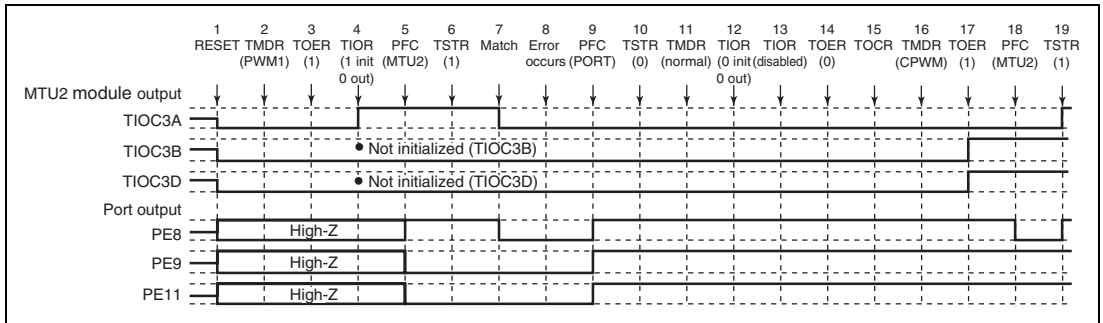 1 2 3 4 5 6 7 8 9 10 11 12 13 14 15 16 17 18 19
RESET TMDR TOER TIOR PFC TSTR Match Error PFC TSTR TMDR TIOR TIOR TOER TOCR TMDR TOER PFC TSTR
(PWM1) (1) (1 init (MTU2) (1) occurs (PORT) (0) (normal) (0 init (disabled) (0) (CPWM) (1) (MTU2) (1)
0 out) 0 out)
MTU2 module output
TIOC3A
TIOC3B • Not initialized (TIOC3B)
TIOC3D • Not initialized (TIOC3D)
Port output
PE8 High-Z
PE9 High-Z
PE11 High-Z